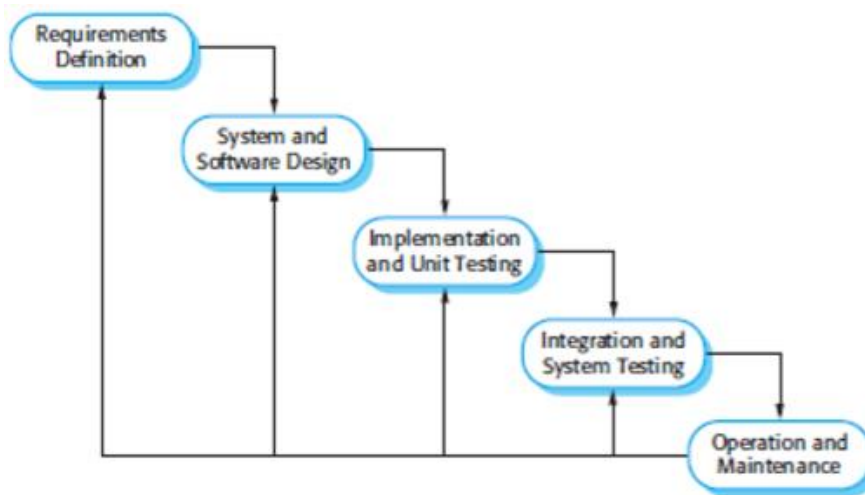 Requirements
Definition
System and
Software Design
Implementation
and Unit Testing
Integration and
System Testing
Operation and
Maintenance